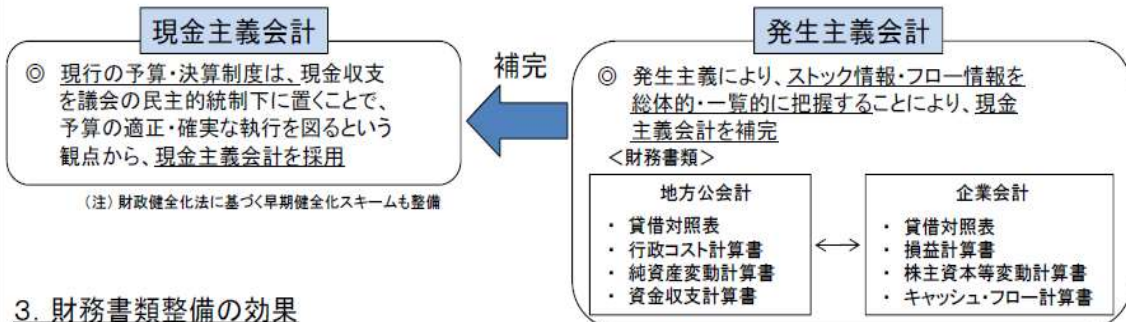 現金主義会計
◎ 現行の予算・決算制度は、現金収支
を議会の民主的統制下に置くことで、
予算の適正・確実な執行を図るという
観点から、現金主義会計を採用
(注) 財政健全化法に基づく早期健全化スキームも整備
補完
発生主義会計
◎ 発生主義により、ストック情報・フロー情報を
総体的・一覧的に把握することにより、現金
主義会計を補完
<財務書類>
地方公会計
・ 貸借対照表
・ 行政コスト計算書
・ 純資産変動計算書
・ 資金収支計算書
企業会計
・ 貸借対照表
・ 損益計算書
・ 株主資本等変動計算書
・ キャッシュ・フロー計算書
3. 財務書類整備の効果